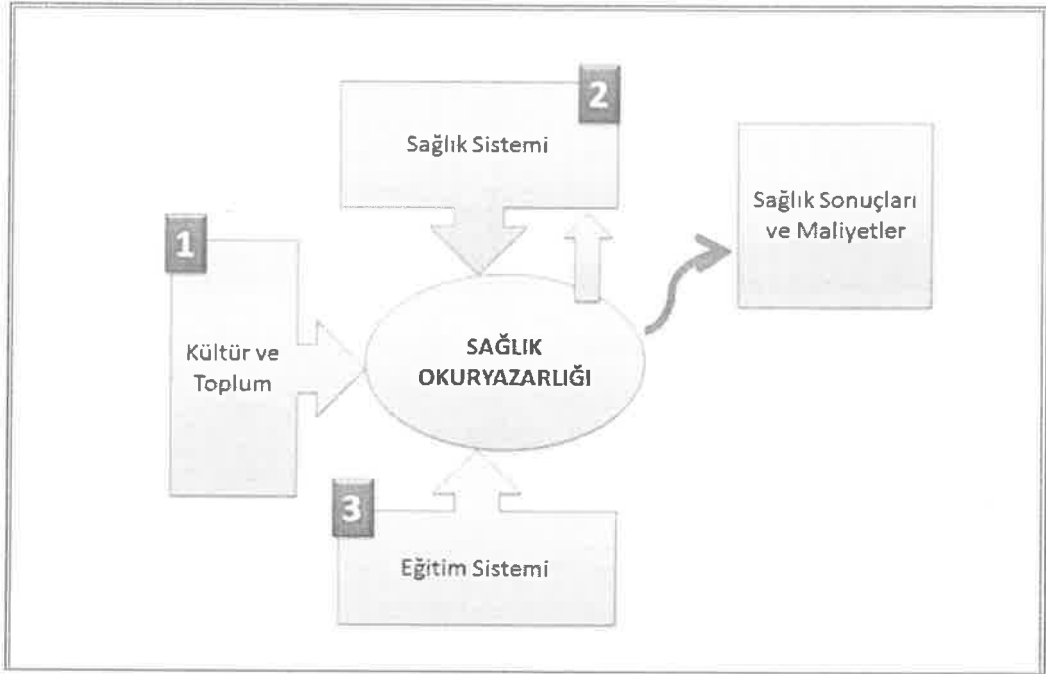 2
Sağlık Sistemi
Sağlık Sonuçları
ve Maliyetler
1
Kültür ve
Toplum
SAĞLIK
OKURYAZARLIĞI
3
Eğitim Sistemi